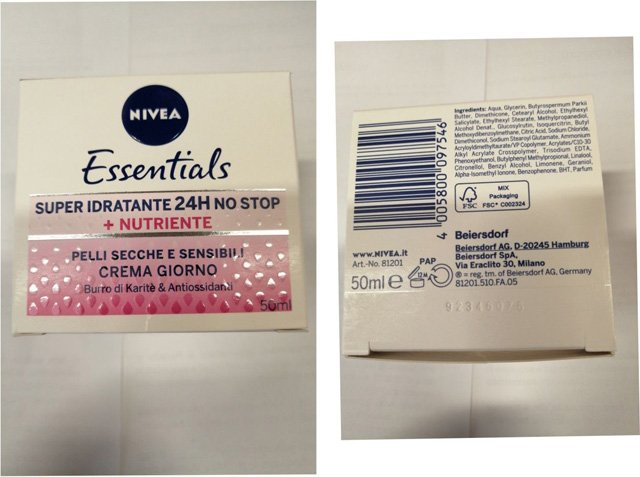 NIVEA
Essentials
SUPER IDRATANTE 24H NO STOP
+ NUTRIENTE
PELLI SECCHE E SENSIBILI
CREMA GIORNO
Burro di Karitè & Antiossidanti
50ml
Ingredients: Aqua, Glycerin, Butyrospermum Parkii
Butter, Dimethicone, Cetearyl Alcohol, Ethylhexyl
Salicylate, Ethylhexyl Stearate, Methylpropanediol,
Alcohol Denat., Glucosylrutin, Isoquercitrin, Butyl
Methoxydibenzoylmethane, Citric Acid, Sodium Chloride,
Dimethiconol, Sodium Stearoyl Glutamate, Ammonium
Acryloyldimethyltaurate/VP Copolymer, Acrylates/C10-30
Alkyl Acrylate Crosspolymer, Trisodium EDTA,
Phenoxyethanol, Butylphenyl Methylpropional, Linalool,
Citronellol, Benzyl Alcohol, Limonene, Geraniol,
Alpha-Isomethyl Ionone, Benzophenone, BHT, Parfum
4 005800 097546
FSC
MIX
Packaging
FSC® C002324
Beiersdorf
www.NIVEA.it
Art.-No. 81201
PAP
50ml e
12M
Beiersdorf AG, D-20245 Hamburg
Beiersdorf SpA,
Via Eraclito 30, Milano
® = reg. tm. of Beiersdorf AG, Germany
81201.510.FA.05